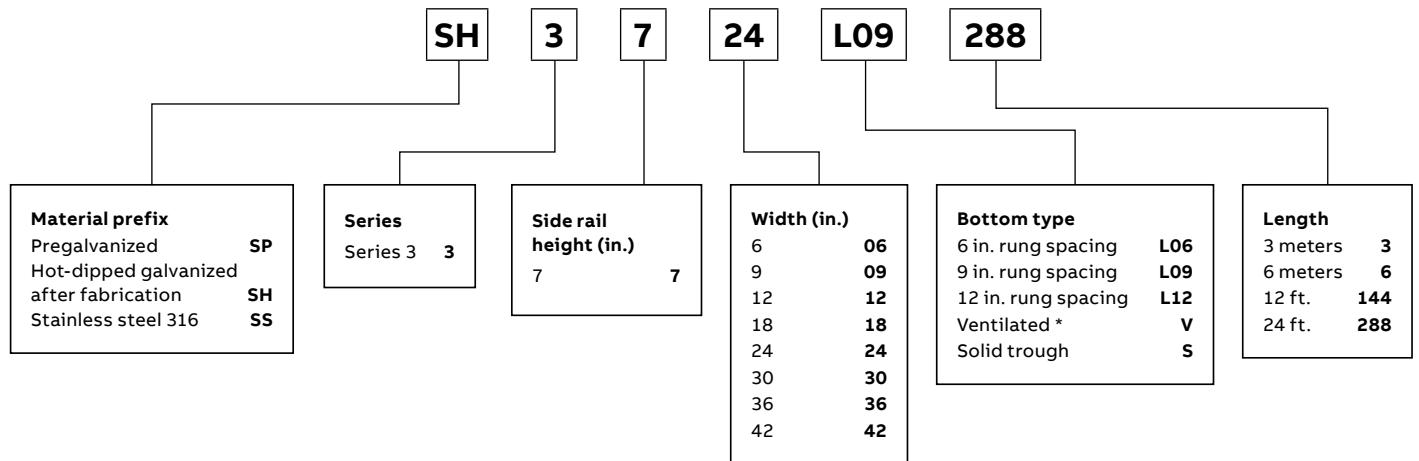 SH 3 7 24 L09 288
Material prefix
Pregalvanized SP
Hot-dipped galvanized
after fabrication SH
Stainless steel 316 SS
Series
Series 3 3
Side rail
height (in.)
7 7
Width (in.)
6 06
9 09
12 12
18 18
24 24
30 30
36 36
42 42
Bottom type
6 in. rung spacing L06
9 in. rung spacing L09
12 in. rung spacing L12
Ventilated * V
Solid trough S
Length
3 meters 3
6 meters 6
12 ft. 144
24 ft. 288